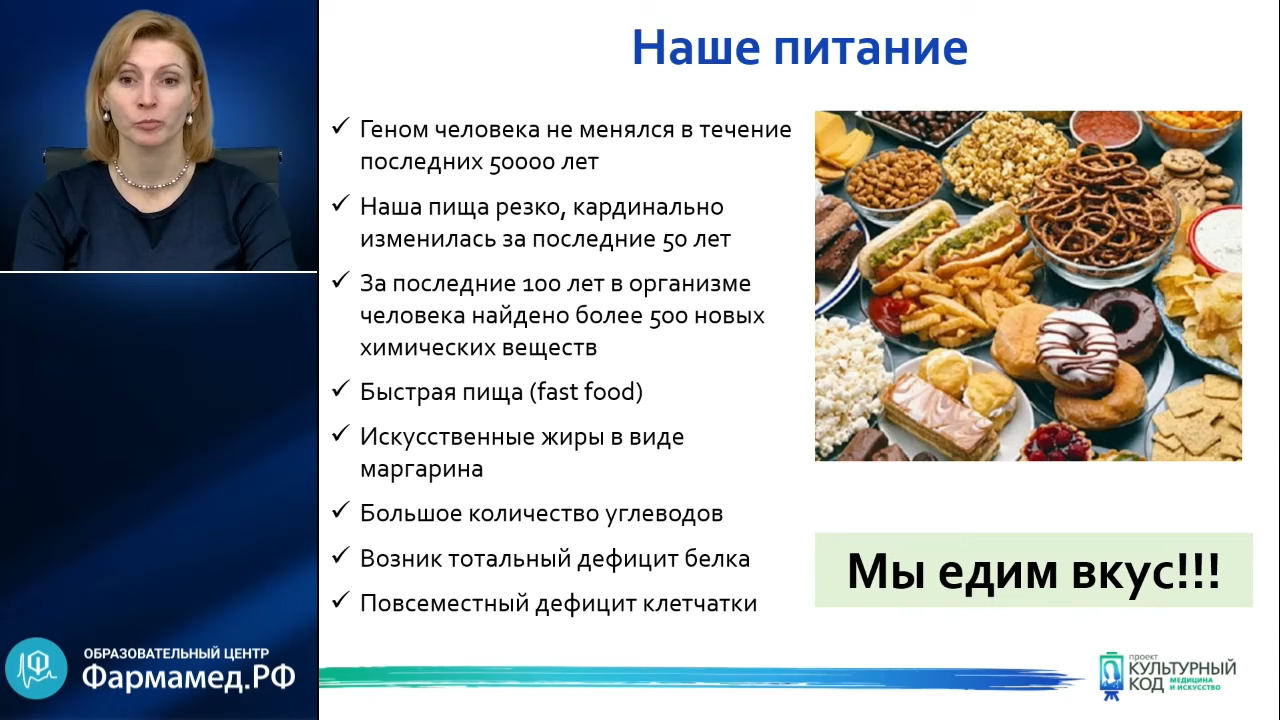 Наше питание
Геном человека не менялся в течение
последних 50000 лет
Наша пища резко, кардинально
изменилась за последние 50 лет
За последние 100 лет в организме
человека найдено более 500 новых
химических веществ
Быстрая пища (fast food)
Искусственные жиры в виде
маргарина
Большое количество углеводов
Возник тотальный дефицит белка
Повсеместный дефицит клетчатки
Мы едим вкус!!!
ОБРАЗОВАТЕЛЬНЫЙ ЦЕНТР
Фармамед.РФ
проект
КУЛЬТУРНЫЙ
КОД МЕДИЦИНА
И ИСКУССТВО